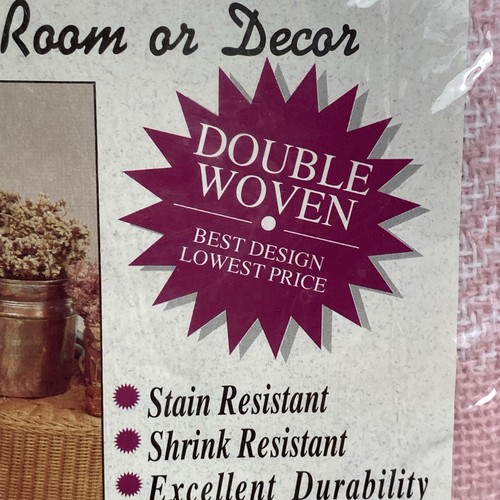 Room or Decor
DOUBLE
WOVEN
BEST DESIGN
LOWEST PRICE
Stain Resistant
Shrink Resistant
Excellent Durability